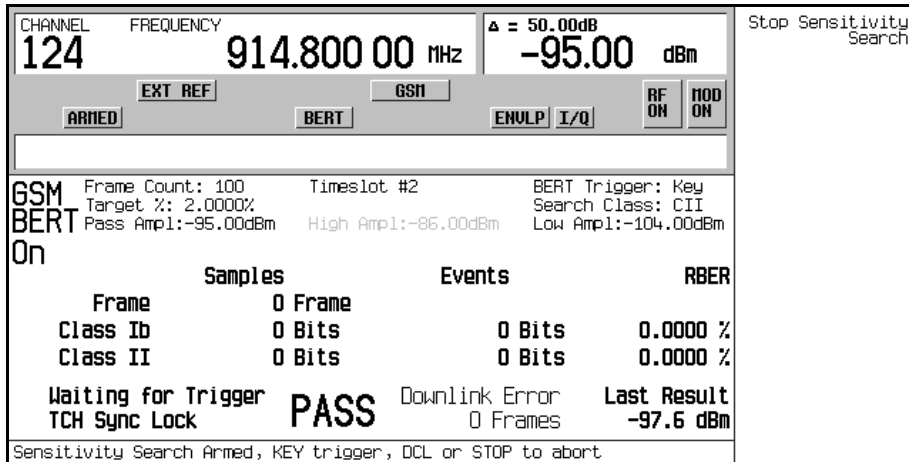 CHANNEL FREQUENCY Δ = 50.00dB
124 914.800 00 MHz -95.00 dBm
Stop Sensitivity
Search
EXT REF GSM RF ON MOD ON
ARMED BERT ENVLP I/Q
GSM BERT On
Frame Count: 100 Timeslot #2 BERT Trigger: Key
Target %: 2.0000% Search Class: CII
Pass Ampl:-95.00dBm High Ampl:-86.00dBm Low Ampl:-104.00dBm
Samples Events RBER
Frame 0 Frame
Class Ib 0 Bits 0 Bits 0.0000 %
Class II 0 Bits 0 Bits 0.0000 %
Waiting for Trigger PASS Downlink Error Last Result
TCH Sync Lock 0 Frames -97.6 dBm
Sensitivity Search Armed, KEY trigger, DCL or STOP to abort